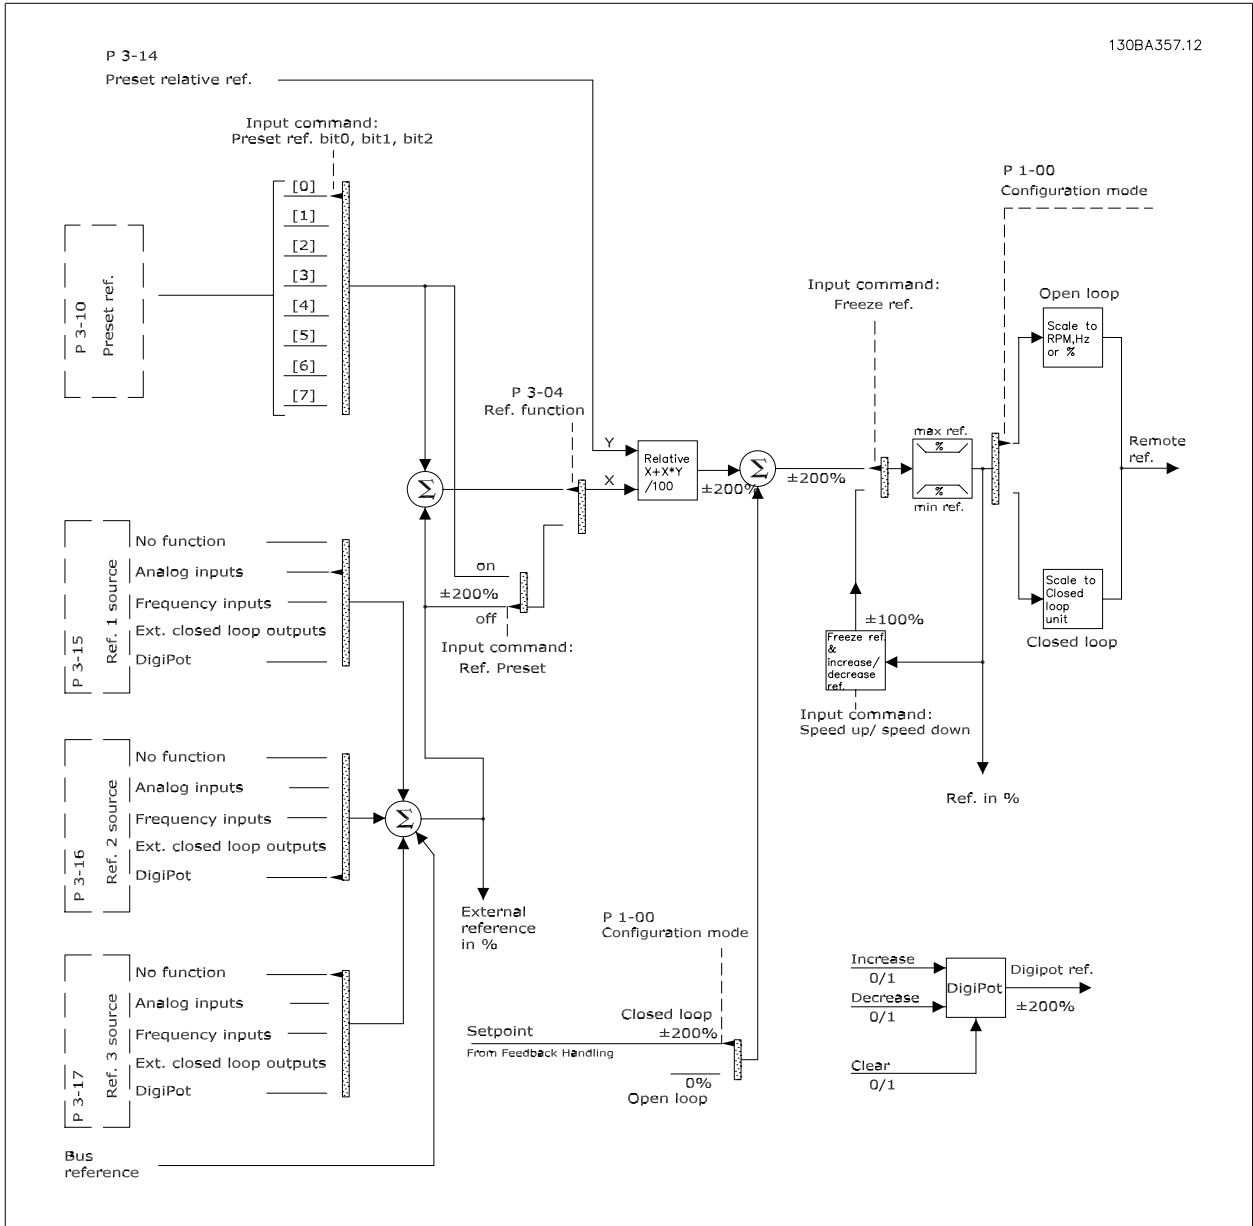 130BA357.12
P 3-14
Preset relative ref.
Input command:
Preset ref. bit0, bit1, bit2
P 3-10
Preset ref.
[0]
[1]
[2]
[3]
[4]
[5]
[6]
[7]
P 3-04
Ref. function
Y
X
Relative
X+X*Y
/100
±200%
Σ
±200%
Input command:
Freeze ref.
max ref.
%
%
min ref.
P 1-00
Configuration mode
Open loop
Scale to
RPM,Hz
or %
Remote
ref.
Scale to
Closed
loop
unit
Closed loop
±100%
Freeze ref.
&
increase/
decrease
ref.
Input command:
Speed up/ speed down
Ref. in %
Σ
on
±200%
off
Input command:
Ref. Preset
P 3-15
Ref. 1 source
No function
Analog inputs
Frequency inputs
Ext. closed loop outputs
DigiPot
P 3-16
Ref. 2 source
No function
Analog inputs
Frequency inputs
Ext. closed loop outputs
DigiPot
Σ
External
reference
in %
P 3-17
Ref. 3 source
No function
Analog inputs
Frequency inputs
Ext. closed loop outputs
DigiPot
Bus
reference
P 1-00
Configuration mode
Closed loop
Setpoint
±200%
From Feedback Handling
0%
Open loop
Increase
0/1
Decrease
0/1
Clear
0/1
DigiPot
Digipot ref.
±200%